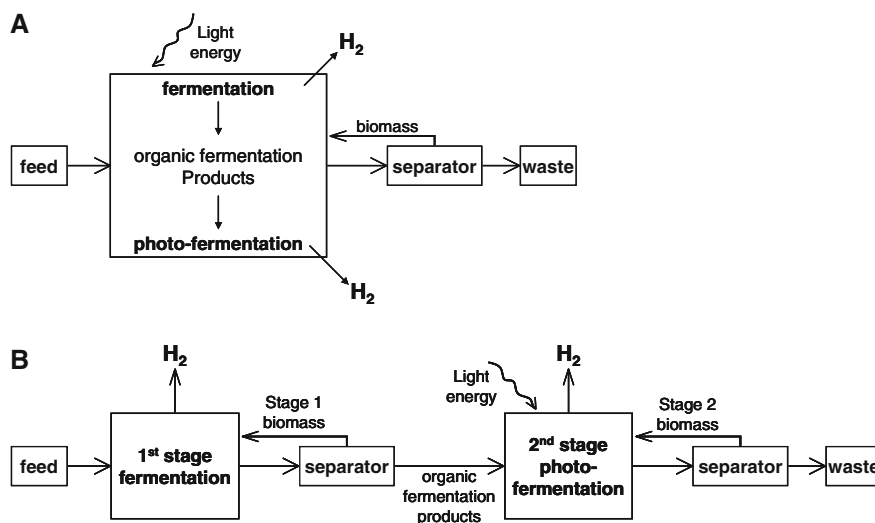 A
Light
energy
H2
fermentation
biomass
feed
organic fermentation
Products
separator
waste
photo-fermentation
H2
B
H2
Light
energy
H2
Stage 1
biomass
Stage 2
biomass
feed
1st stage
fermentation
separator
organic
fermentation
products
2nd stage
photo-
fermentation
separator
waste